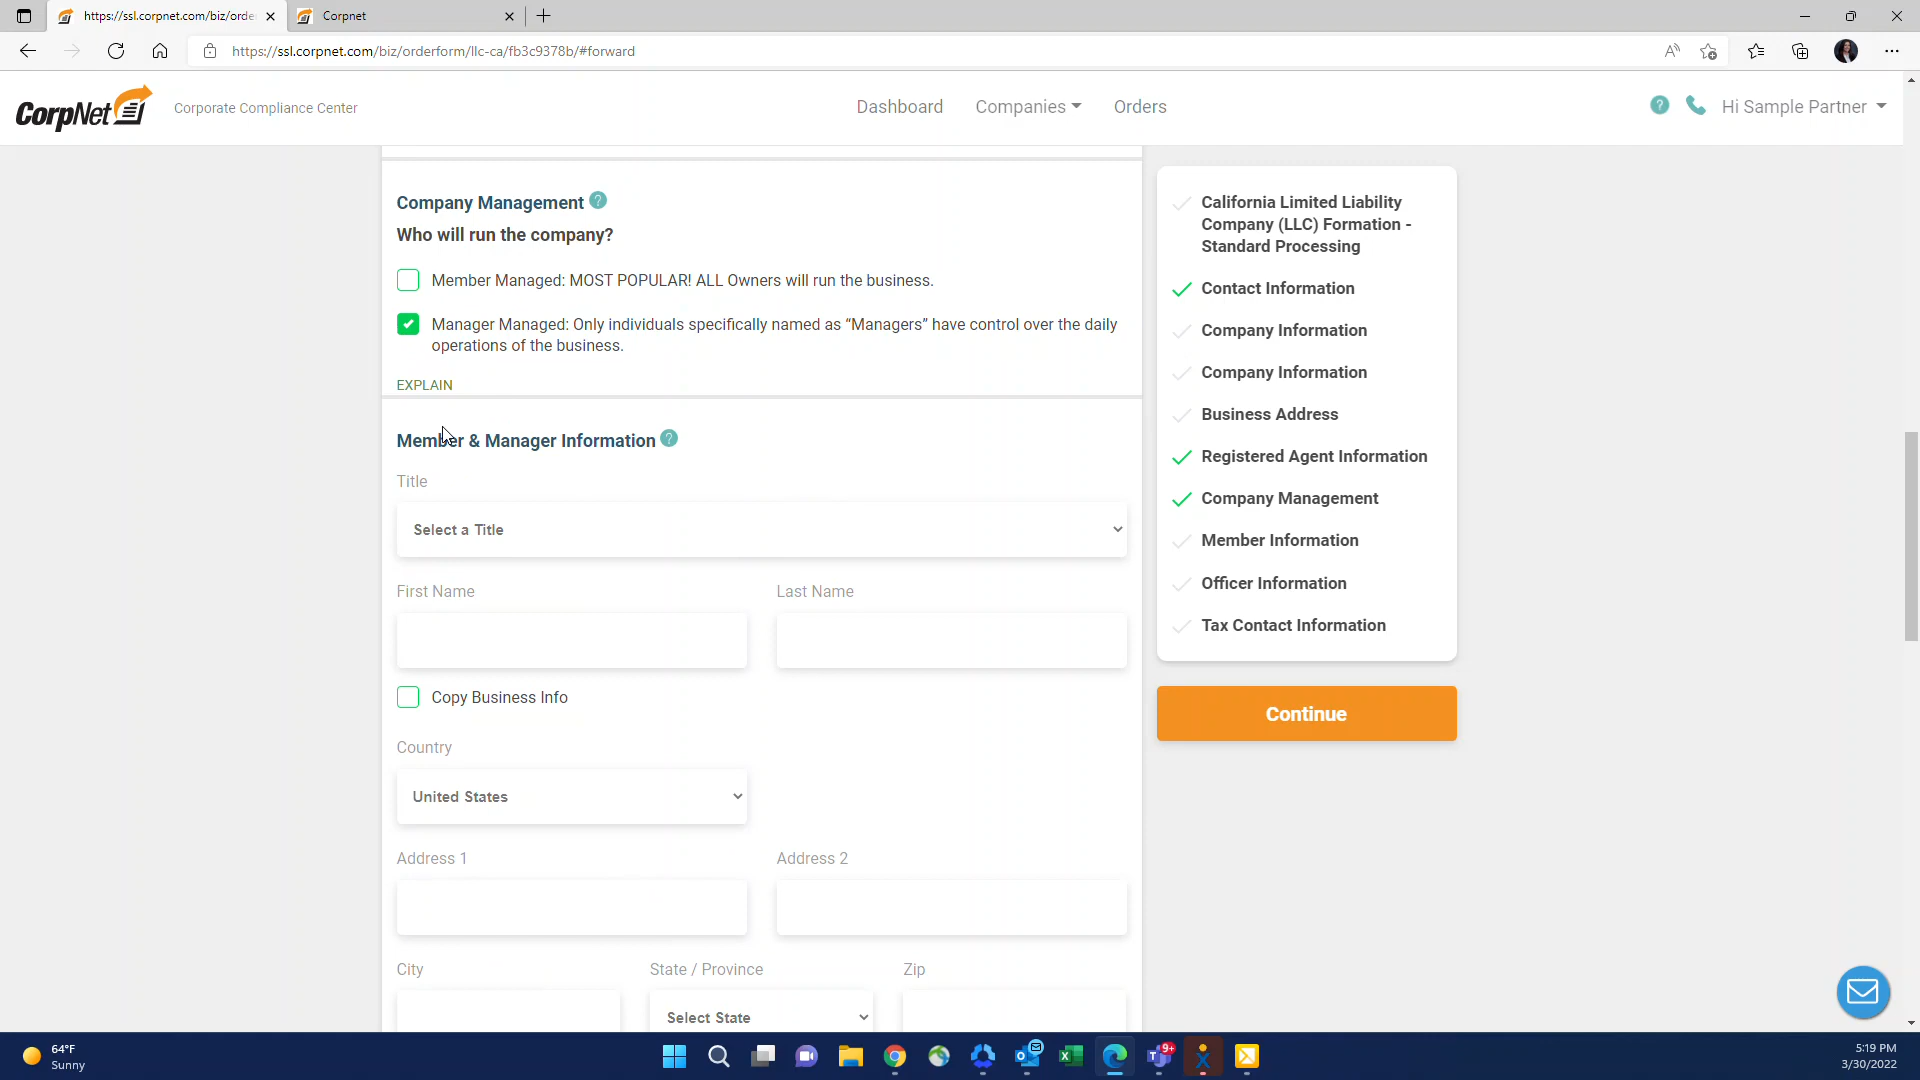 https://ssl.corpnet.com/biz/orde
Corpnet
https://ssl.corpnet.com/biz/orderform/llc-ca/fb3c9378b/#forward
CorpNet
Corporate Compliance Center
Dashboard
Companies
Orders
?
Hi Sample Partner
Company Management ?
Who will run the company?
Member Managed: MOST POPULAR! ALL Owners will run the business.
Manager Managed: Only individuals specifically named as “Managers” have control over the daily
operations of the business.
EXPLAIN
Member & Manager Information ?
Title
Select a Title
First Name
Last Name
Copy Business Info
Country
United States
Address 1
Address 2
City
State / Province
Zip
Select State
California Limited Liability
Company (LLC) Formation -
Standard Processing
Contact Information
Company Information
Company Information
Business Address
Registered Agent Information
Company Management
Member Information
Officer Information
Tax Contact Information
Continue
64°F
Sunny
9+
5:19 PM
3/30/2022